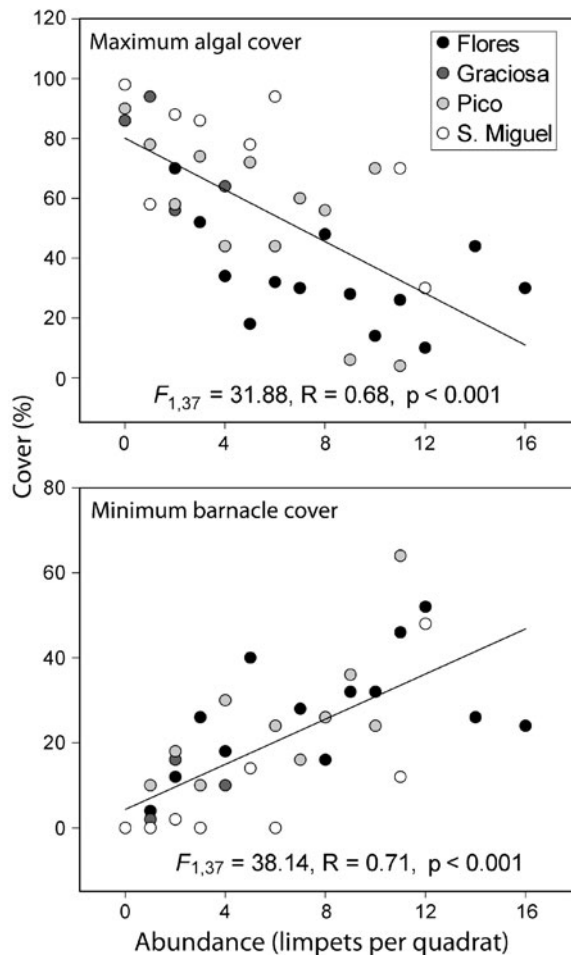 Maximum algal cover
Flores
Graciosa
Pico
S. Miguel
120
100
80
60
40
20
0
F1,37 = 31.88, R = 0.68, p < 0.001
0 4 8 12 16
Cover (%)
80
Minimum barnacle cover
60
40
20
0
F1,37 = 38.14, R = 0.71, p < 0.001
0 4 8 12 16
Abundance (limpets per quadrat)